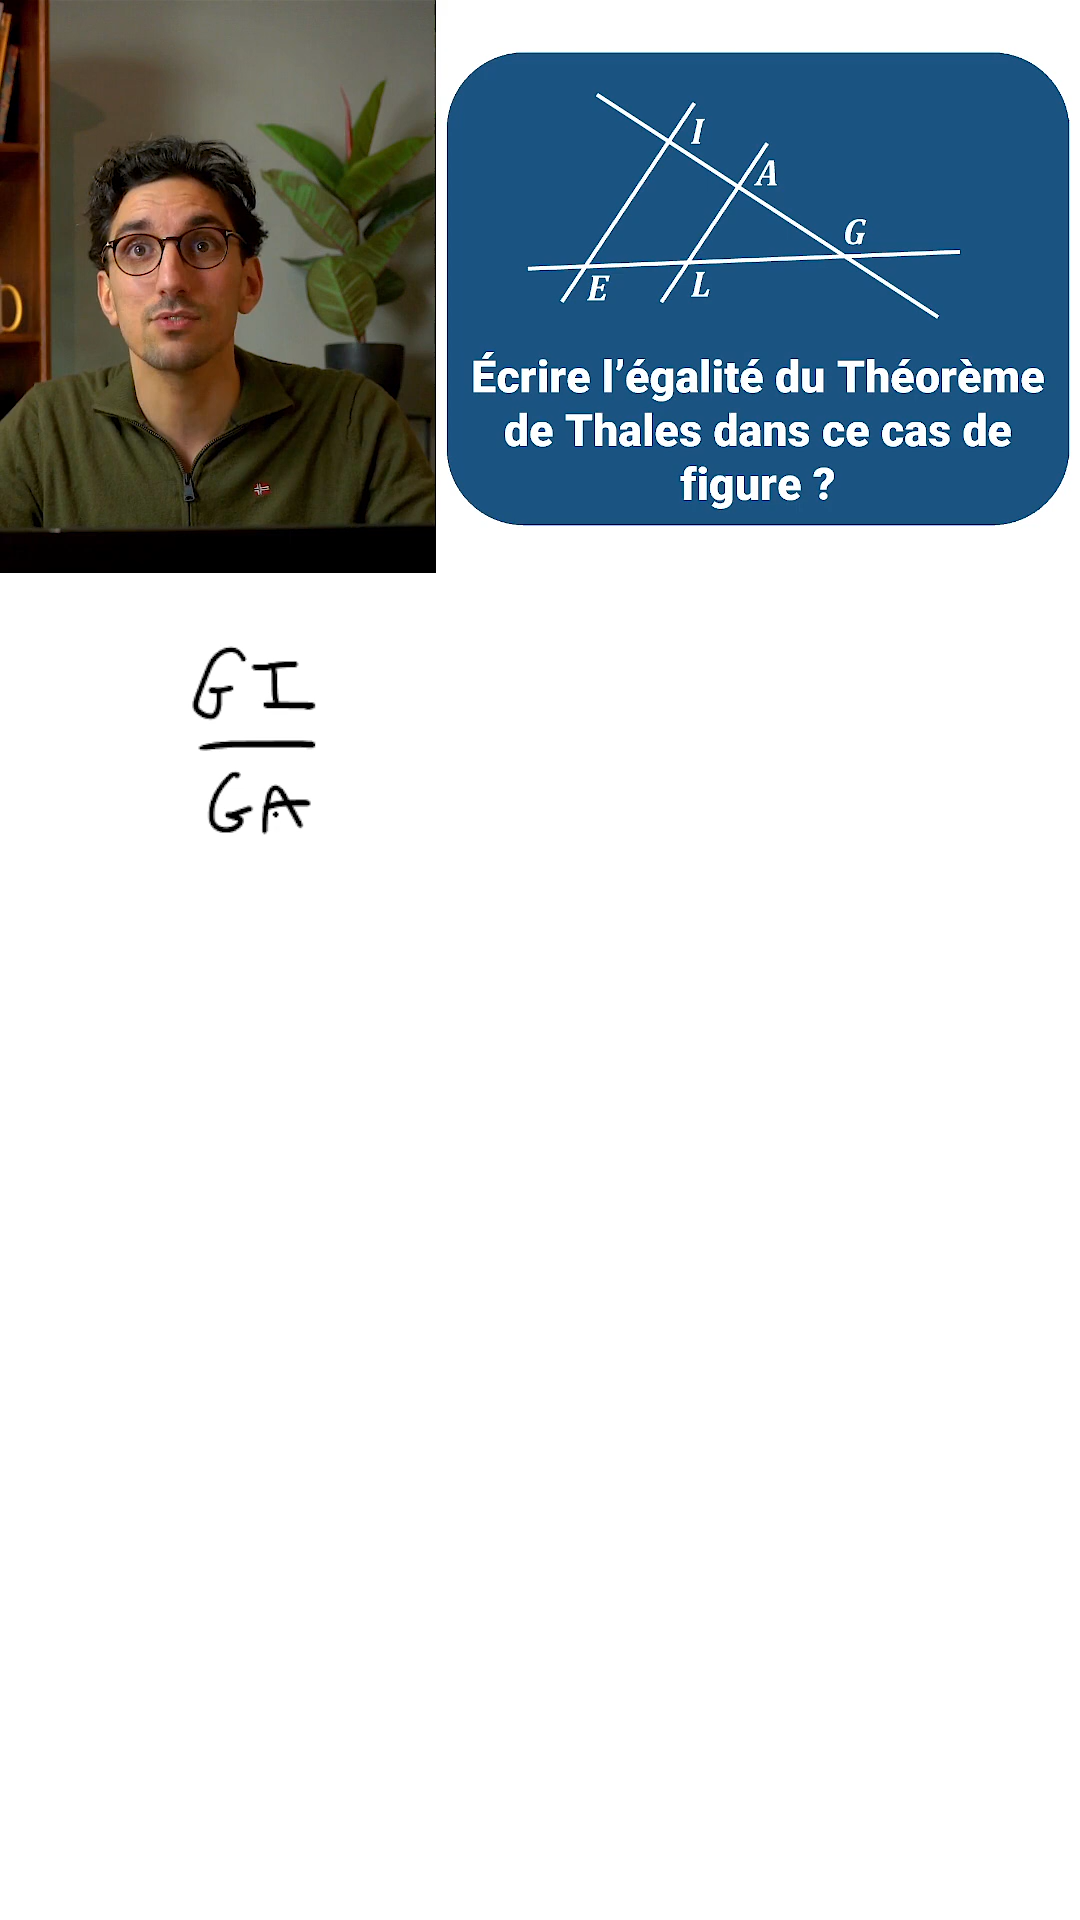 I
A
G
E
L
Écrire l’égalité du Théorème
de Thales dans ce cas de
figure ?
GI
GA